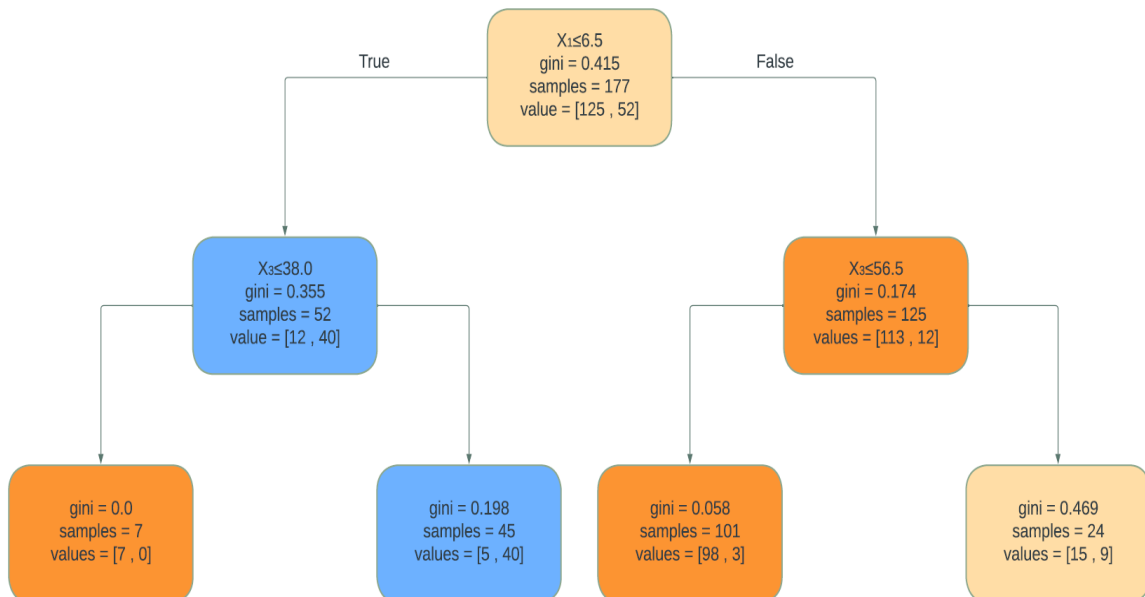 X₁≤6.5
gini = 0.415
samples = 177
value = [125 , 52]
True
False
X₃≤38.0
gini = 0.355
samples = 52
value = [12 , 40]
X₃≤56.5
gini = 0.174
samples = 125
values = [113 , 12]
gini = 0.0
samples = 7
values = [7 , 0]
gini = 0.198
samples = 45
values = [5 , 40]
gini = 0.058
samples = 101
values = [98 , 3]
gini = 0.469
samples = 24
values = [15 , 9]